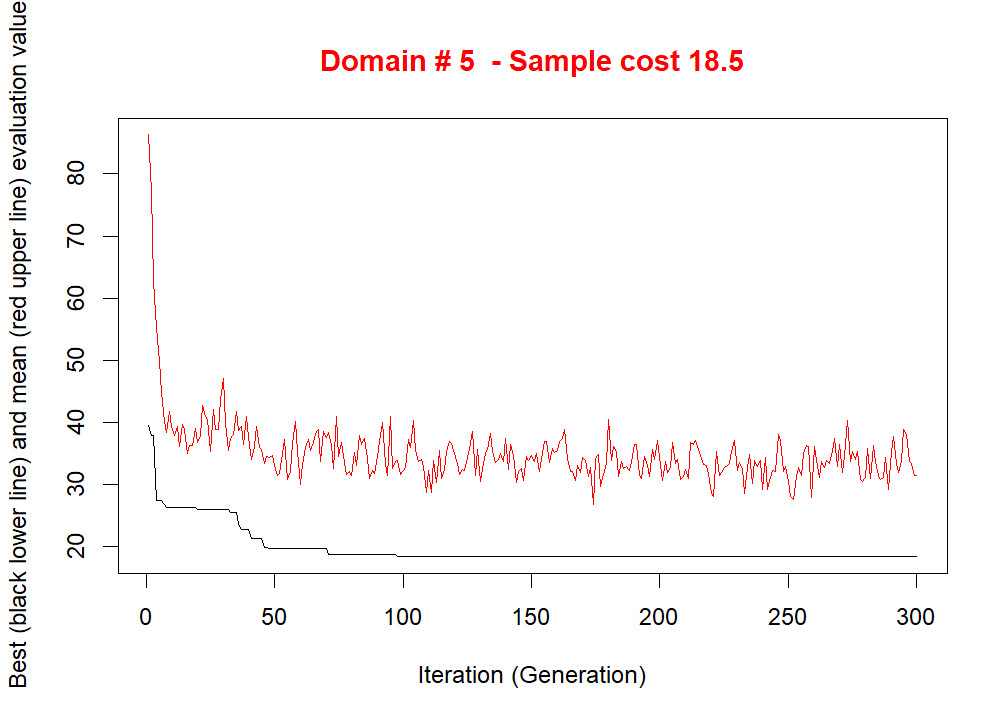 Domain # 5  - Sample cost 18.5
Best (black lower line) and mean (red upper line) evaluation value
80
70
60
50
40
30
20
0 50 100 150 200 250 300
Iteration (Generation)